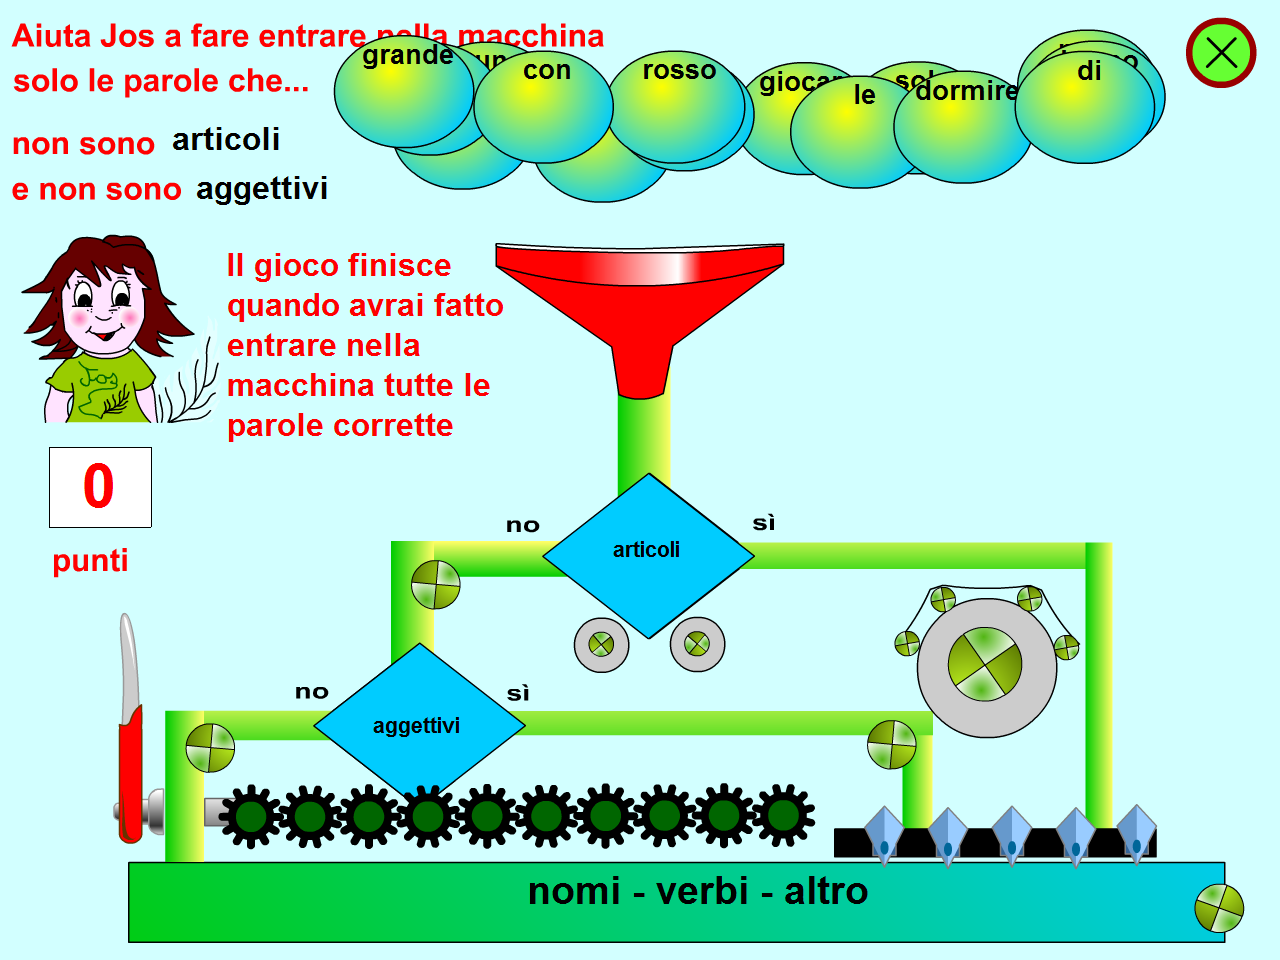 Aiuta Jos a fare entrare nella macchina
solo le parole che...
non sono articoli
e non sono aggettivi
grande
un
con
rosso
le
dormire
di
Il gioco finisce
quando avrai fatto
entrare nella
macchina tutte le
parole corrette
Jos
0
punti
no
sì
articoli
no
sì
aggettivi
nomi - verbi - altro